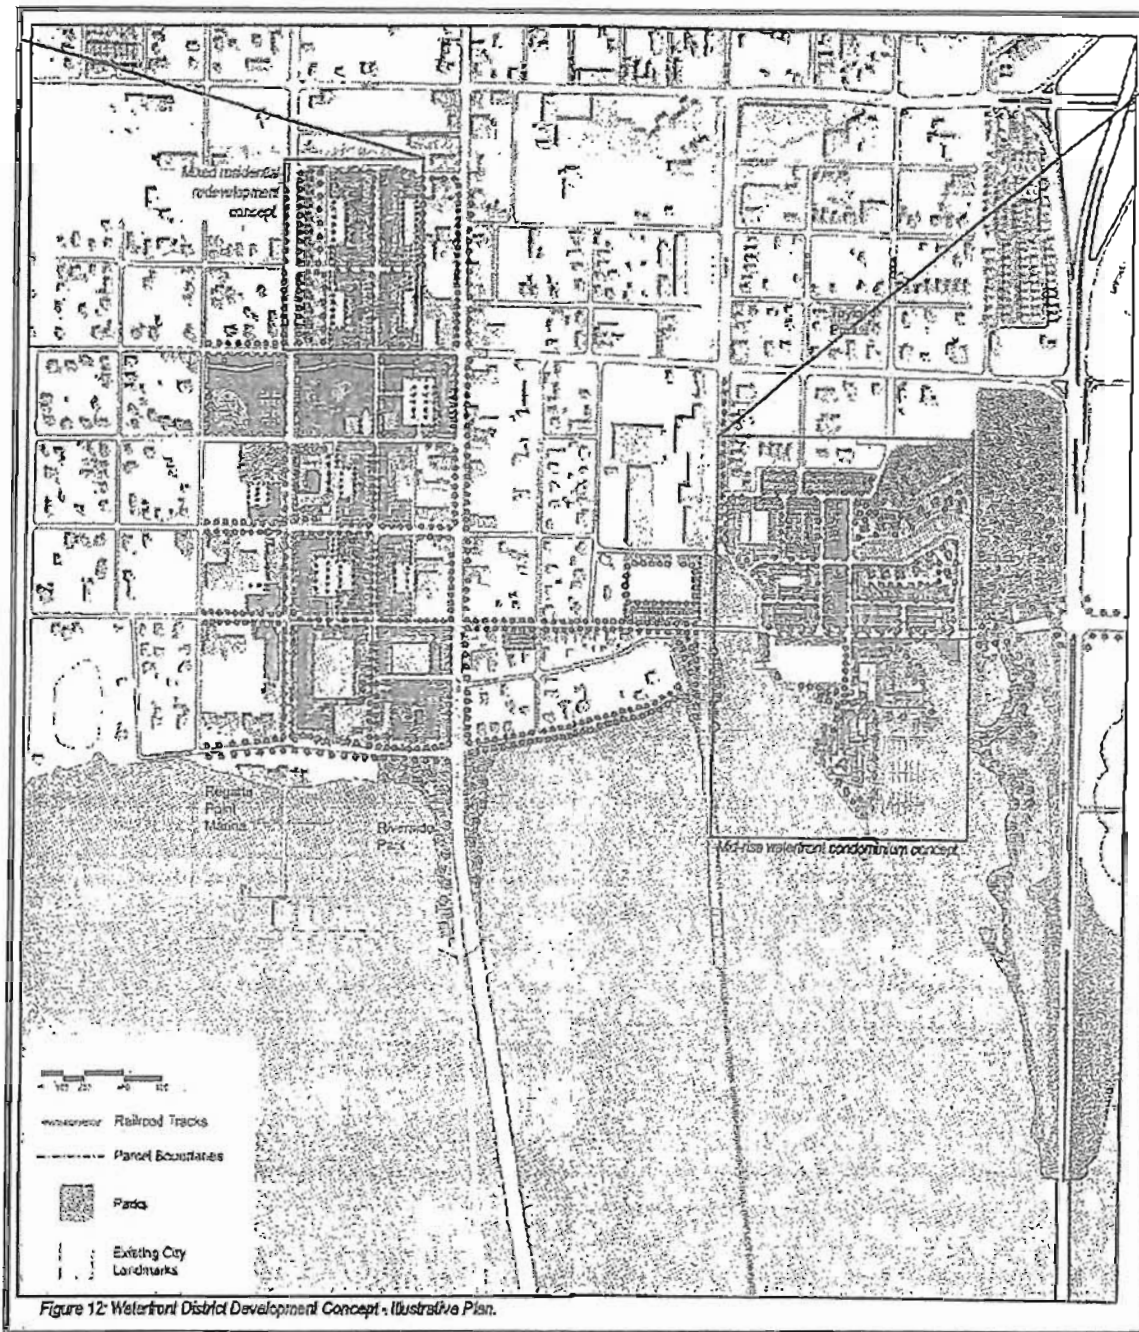 Mixed residential
redevelopment
concept
Regatta
Point
Marina
Riverside
Park
Mid-rise waterfront condominium concept
Railroad Tracks
Parcel Boundaries
Parks
Existing City
Landmarks
Figure 12: Waterfront District Development Concept - Illustrative Plan.